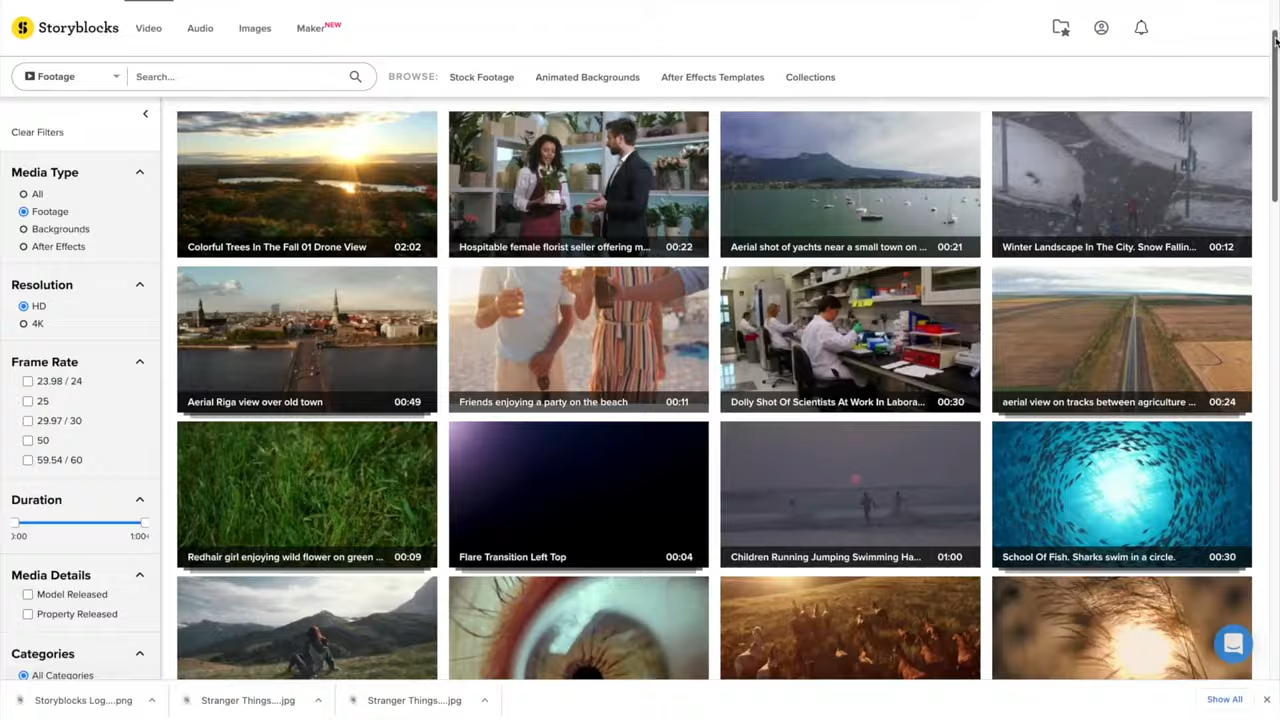 Storyblocks
Video
Audio
Images
Maker NEW
Footage
Search...
BROWSE:
Stock Footage
Animated Backgrounds
After Effects Templates
Collections
Clear Filters
Media Type
All
Footage
Backgrounds
After Effects
Resolution
HD
4K
Frame Rate
23.98 / 24
25
29.97 / 30
50
59.54 / 60
Duration
0:00
1:00
Media Details
Model Released
Property Released
Categories
All Categories
Colorful Trees In The Fall 01 Drone View 02:02
Hospitable female florist seller offering m... 00:22
Aerial shot of yachts near a small town on ... 00:21
Winter Landscape In The City. Snow Fallin... 00:12
Aerial Riga view over old town 00:49
Friends enjoying a party on the beach 00:11
Dolly Shot Of Scientists At Work In Labora... 00:30
aerial view on tracks between agriculture ... 00:24
Redhair girl enjoying wild flower on green ... 00:09
Flare Transition Left Top 00:04
Children Running Jumping Swimming Ha... 01:00
School Of Fish. Sharks swim in a circle. 00:30
Storyblocks Log....png
Stranger Things....jpg
Stranger Things....jpg
Show All